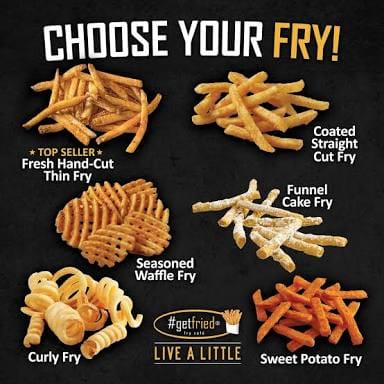 CHOOSE YOUR FRY!
★ TOP SELLER ★
Fresh Hand-Cut
Thin Fry
Coated
Straight
Cut Fry
Seasoned
Waffle Fry
Funnel
Cake Fry
Curly Fry
#getfried®
fry café
LIVE A LITTLE
Sweet Potato Fry